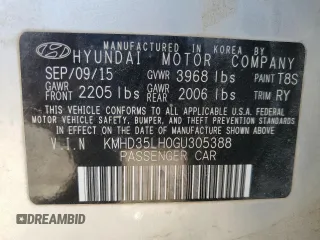 MANUFACTURED IN KOREA BY
HYUNDAI MOTOR COMPANY
SEP/09/15 GVWR 3968 lbs PAINT T8S
GAWR FRONT 2205 lbs GAWR REAR 2006 lbs TRIM RY
THIS VEHICLE CONFORMS TO ALL APPLICABLE U.S. FEDERAL
MOTOR VEHICLE SAFETY, BUMPER, AND THEFT PREVENTION
STANDARDS IN EFFECT ON THE DATE OF MANUFACTURE SHOWN ABOVE.
V.I.N KMHD35LH0GU305388
PASSENGER CAR
© DREAMBID
DREAMBID.COM